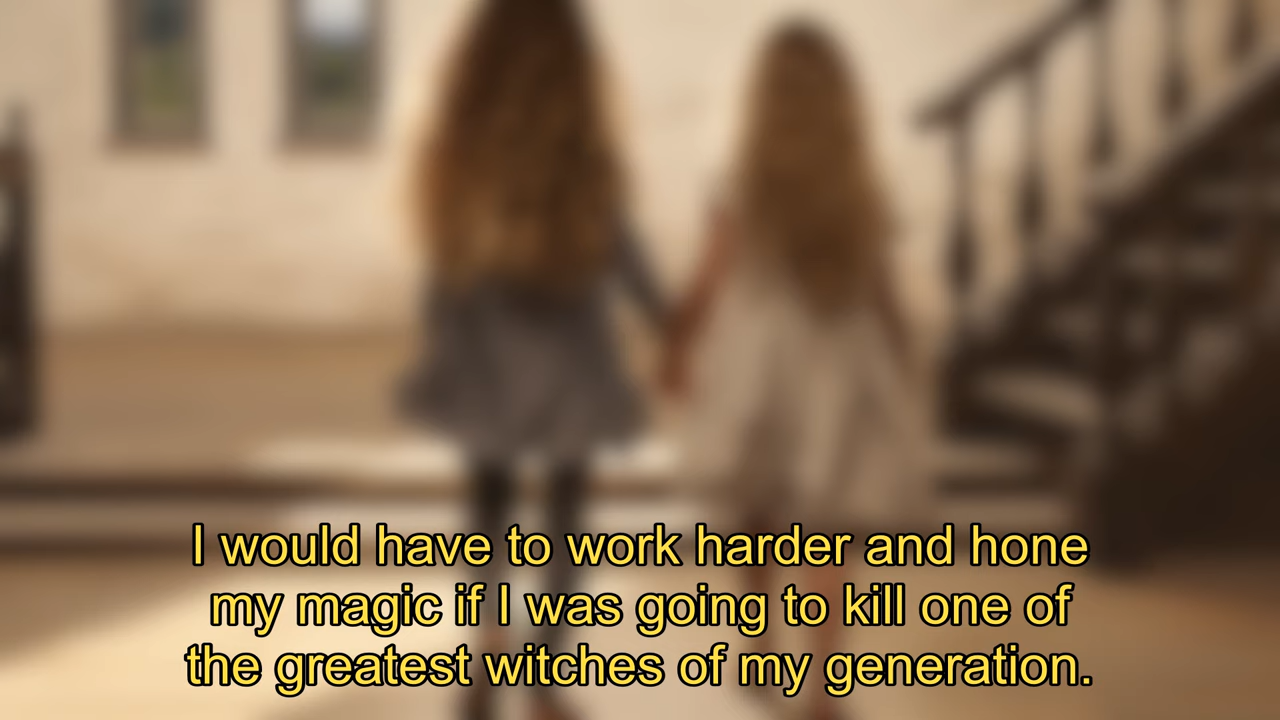 I would have to work harder and hone
my magic if I was going to kill one of
the greatest witches of my generation.